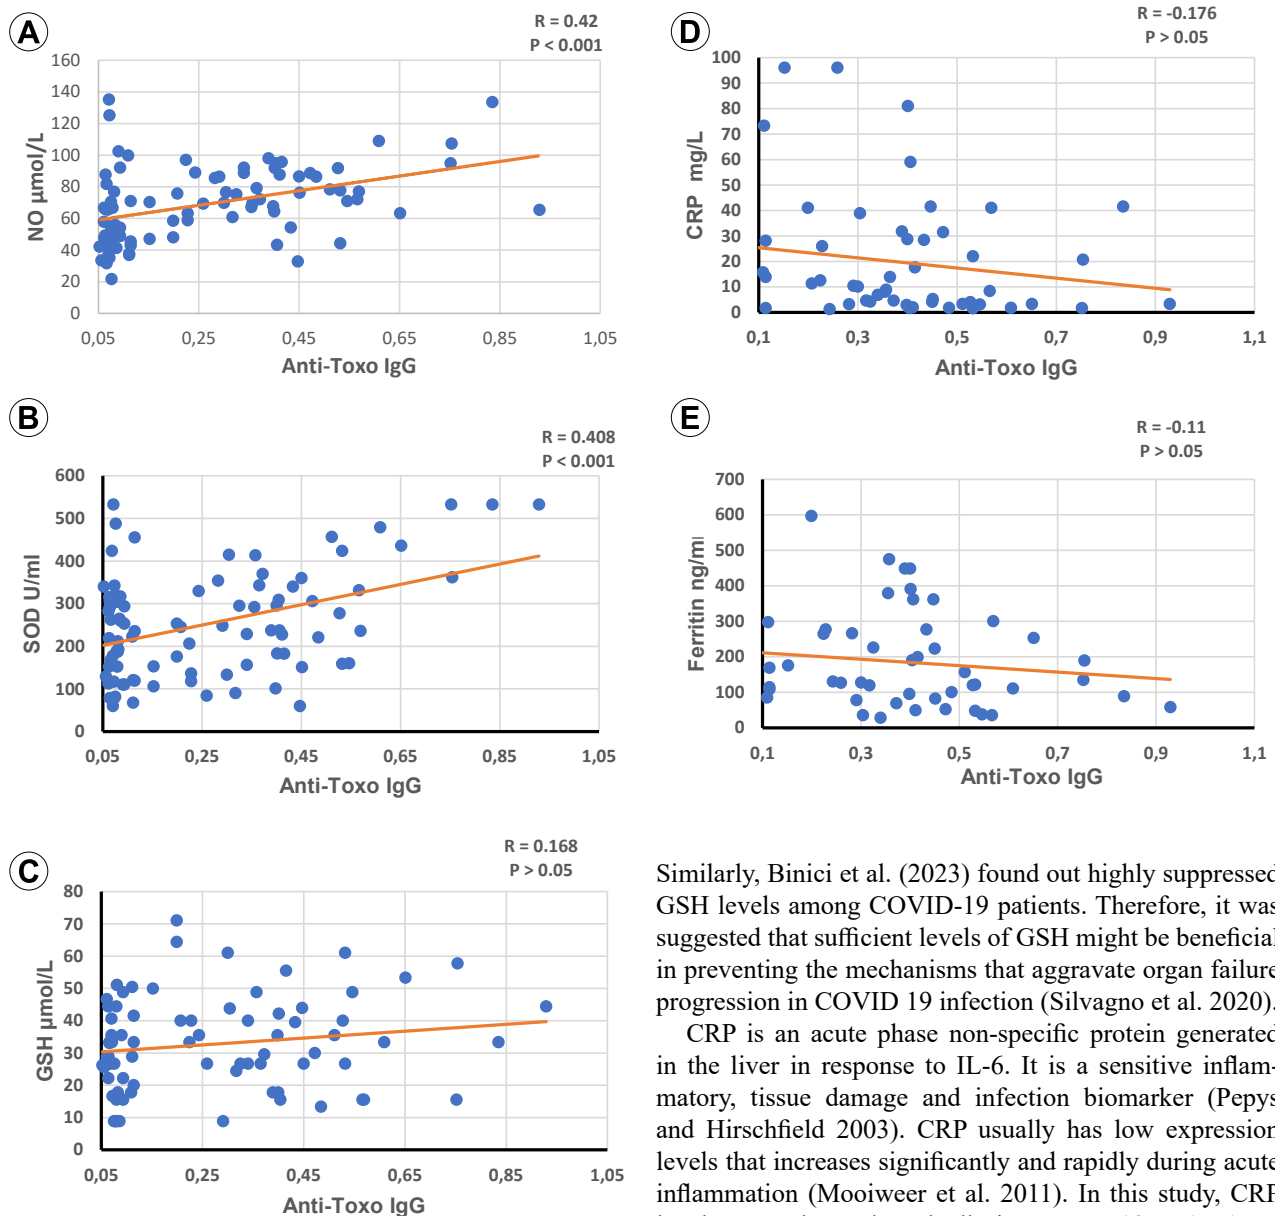 A
R = 0.42
P < 0.001
160
140
120
100
80
60
40
20
0
NO µmol/L
0,05 0,25 0,45 0,65 0,85 1,05
Anti-Toxo IgG
B
R = 0.408
P < 0.001
600
500
400
300
200
100
0
SOD U/ml
0,05 0,25 0,45 0,65 0,85 1,05
Anti-Toxo IgG
C
R = 0.168
P > 0.05
80
70
60
50
40
30
20
10
0
GSH µmol/L
0,05 0,25 0,45 0,65 0,85 1,05
Anti-Toxo IgG
D
R = -0.176
P > 0.05
100
90
80
70
60
50
40
30
20
10
0
CRP mg/L
0,1 0,3 0,5 0,7 0,9 1,1
Anti-Toxo IgG
E
R = -0.11
P > 0.05
700
600
500
400
300
200
100
0
Ferritin ng/ml
0,1 0,3 0,5 0,7 0,9 1,1
Anti-Toxo IgG
Similarly, Binici et al. (2023) found out highly suppressed
GSH levels among COVID-19 patients. Therefore, it was
suggested that sufficient levels of GSH might be beneficial
in preventing the mechanisms that aggravate organ failure
progression in COVID 19 infection (Silvagno et al. 2020).
CRP is an acute phase non-specific protein generated
in the liver in response to IL-6. It is a sensitive inflam-
matory, tissue damage and infection biomarker (Pepys
and Hirschfield 2003). CRP usually has low expression
levels that increases significantly and rapidly during acute
inflammation (Mooiweer et al. 2011). In this study, CRP